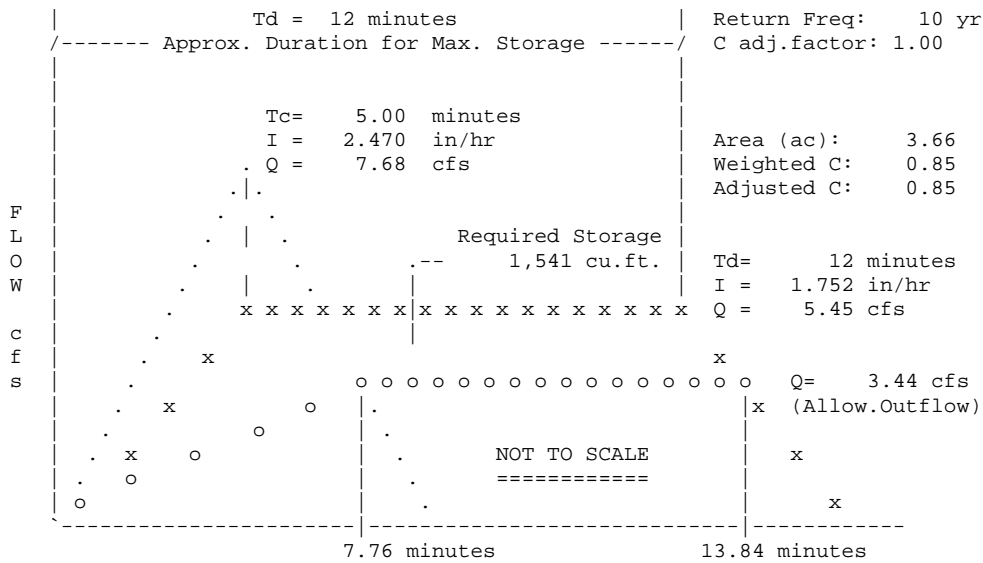 Td = 12 minutes Return Freq: 10 yr
/------- Approx. Duration for Max. Storage ------/ C adj.factor: 1.00
Tc= 5.00 minutes
I = 2.470 in/hr Area (ac): 3.66
Q = 7.68 cfs Weighted C: 0.85
Adjusted C: 0.85
F
L Required Storage
O 1,541 cu.ft. Td= 12 minutes
W I = 1.752 in/hr
x x x x x x x x x x x x x x x x x x Q = 5.45 cfs
c
f x x
s o o o o o o o o o o o o o o o o Q= 3.44 cfs
x o x (Allow.Outflow)
o
x o NOT TO SCALE x
o ============
o x
7.76 minutes 13.84 minutes